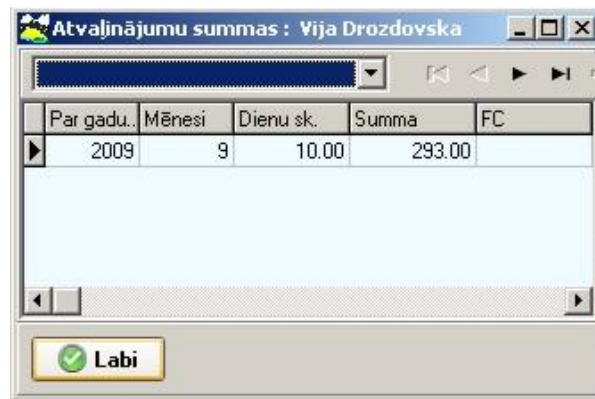 Atvaļinājumu summas : Vija Drozdovska
Par gadu.. Mēnesi Dienu sk. Summa FC
2009 9 10.00 293.00
Labi